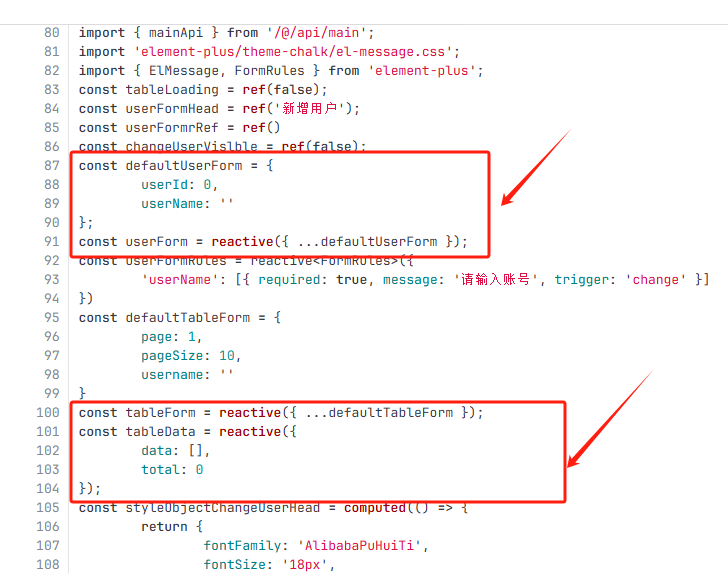 80 import { mainApi } from '/@/api/main';
81 import 'element-plus/theme-chalk/el-message.css';
82 import { ElMessage, FormRules } from 'element-plus';
83 const tableLoading = ref(false);
84 const userFormHead = ref('新增用户');
85 const userFormrRef = ref()
86 const changeUserVislble = ref(false);
87 const defaultUserForm = {
88 userId: 0,
89 userName: ''
90 };
91 const userForm = reactive({ ...defaultUserForm });
92 const userFormRules = reactive<FormRules>({
93 'userName': [{ required: true, message: '请输入账号', trigger: 'change' }]
94 })
95 const defaultTableForm = {
96 page: 1,
97 pageSize: 10,
98 username: ''
99 }
100 const tableForm = reactive({ ...defaultTableForm });
101 const tableData = reactive({
102 data: [],
103 total: 0
104 });
105 const styleObjectChangeUserHead = computed(() => {
106 return {
107 fontFamily: 'AlibabaPuHuiTi',
108 fontSize: '18px',